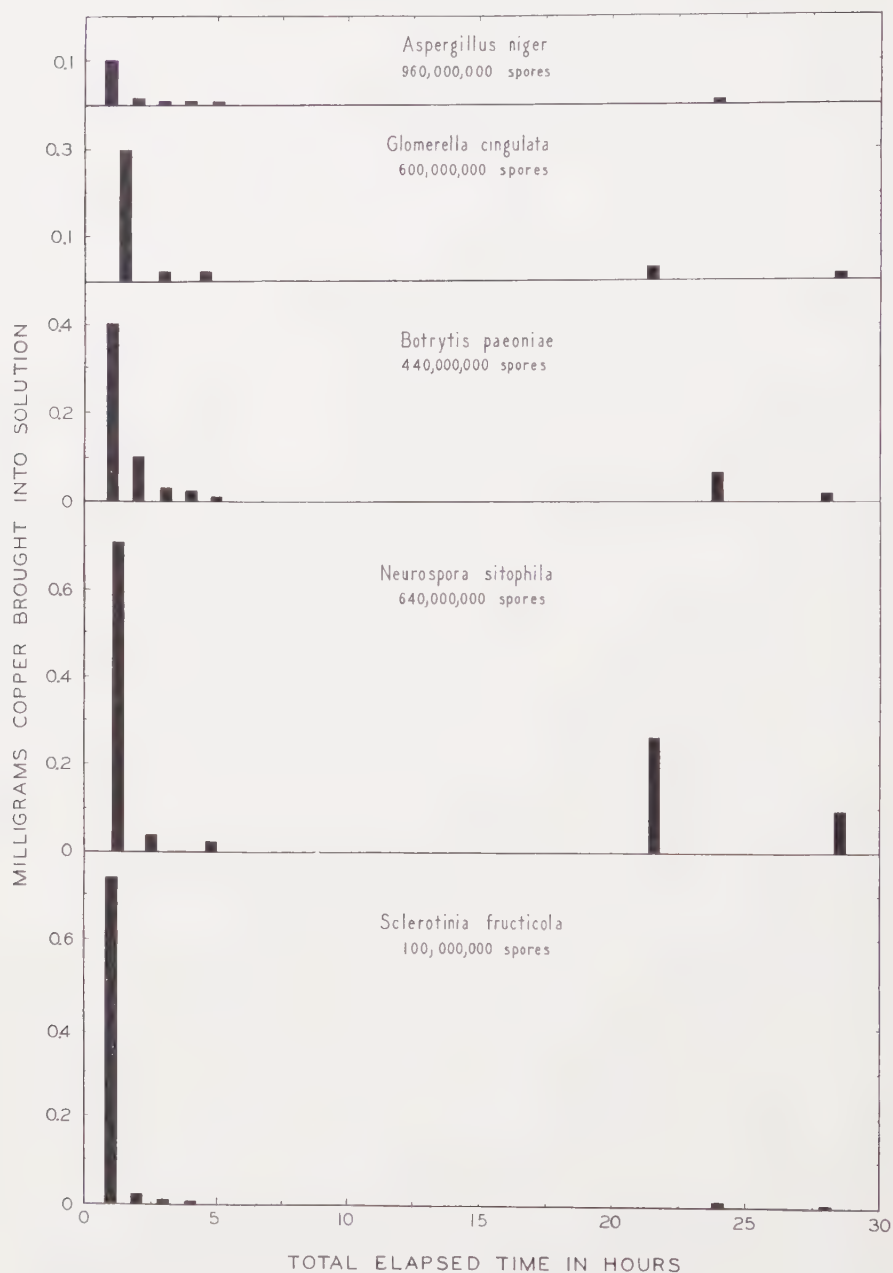 Aspergillus niger
960,000,000 spores
0.1
Glomerella cingulata
600,000,000 spores
0.3
0.1
Botrytis paeoniae
440,000,000 spores
0.4
0.2
0
Neurospora sitophila
640,000,000 spores
0.6
0.4
0.2
0
Sclerotinia fructicola
100,000,000 spores
0.6
0.4
0.2
0
0 5 10 15 20 25 30
MILLIGRAMS COPPER BROUGHT INTO SOLUTION
TOTAL ELAPSED TIME IN HOURS